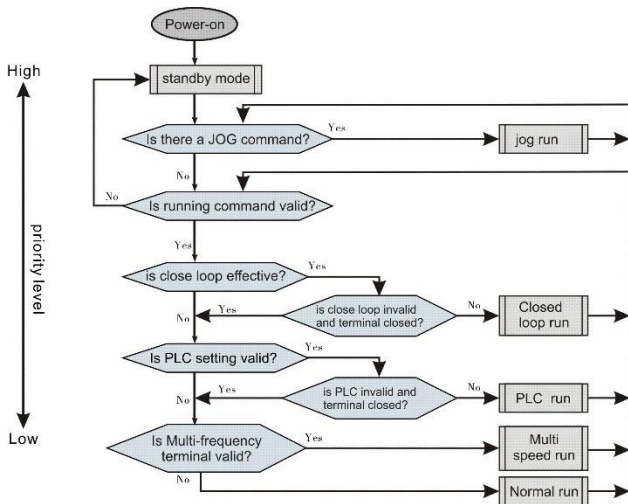 Power-on
High
standby mode
Is there a JOG command?
Yes
jog run
No
No
Is running command valid?
Yes
priority level
is close loop effective?
Yes
is close loop invalid
and terminal closed?
Yes
No
Closed
loop run
No
Is PLC setting valid?
Yes
is PLC invalid and
terminal closed?
Yes
No
PLC run
No
Low
Is Multi-frequency
terminal valid?
Yes
Multi
speed run
No
Normal run